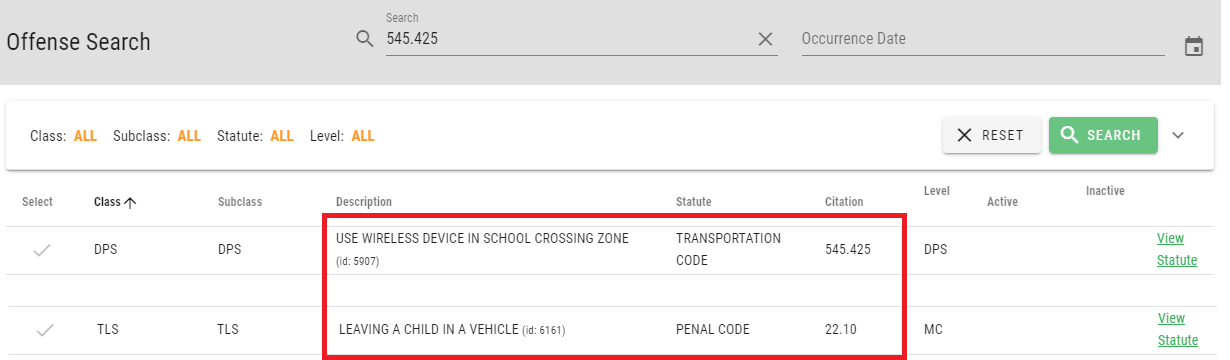 Search
Offense Search
545.425
Occurrence Date
Class: ALL Subclass: ALL Statute: ALL Level: ALL
RESET
SEARCH
Select Class Subclass Description Statute Citation Level Active Inactive
DPS DPS USE WIRELESS DEVICE IN SCHOOL CROSSING ZONE
(id: 5907)
TRANSPORTATION
CODE
545.425 DPS
View
Statute
TLS TLS LEAVING A CHILD IN A VEHICLE (id: 6161) PENAL CODE 22.10 MC
View
Statute